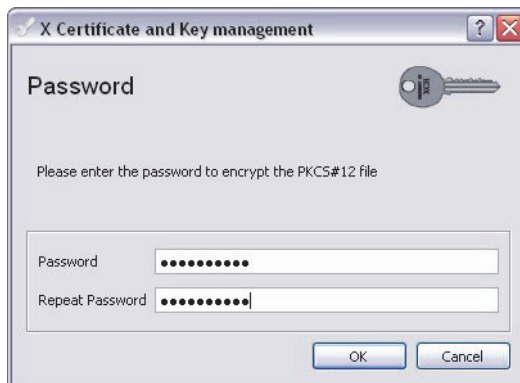 X Certificate and Key management
Password
Please enter the password to encrypt the PKCS#12 file
Password ●●●●●●●●●●
Repeat Password ●●●●●●●●●●
OK Cancel